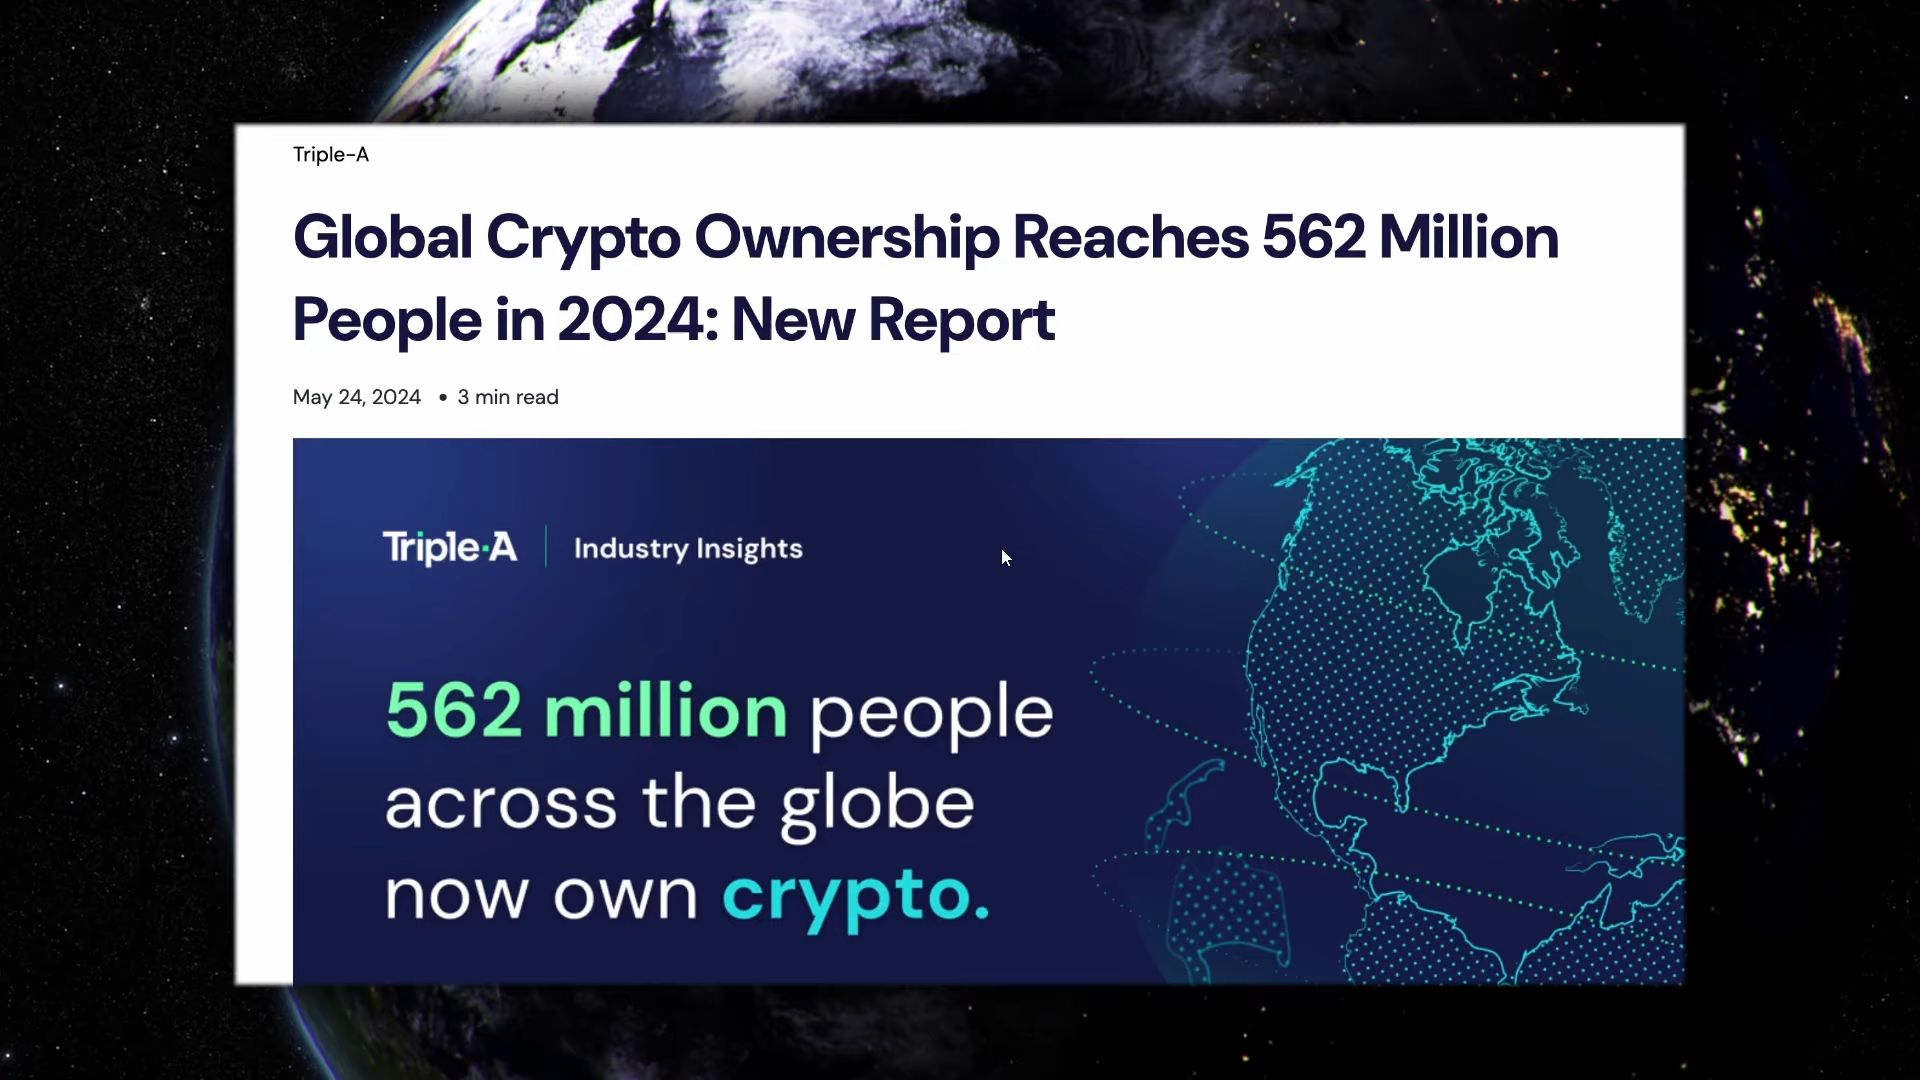 Triple-A
Global Crypto Ownership Reaches 562 Million
People in 2024: New Report
May 24, 2024 • 3 min read
Triple·A | Industry Insights
562 million people
across the globe
now own crypto.